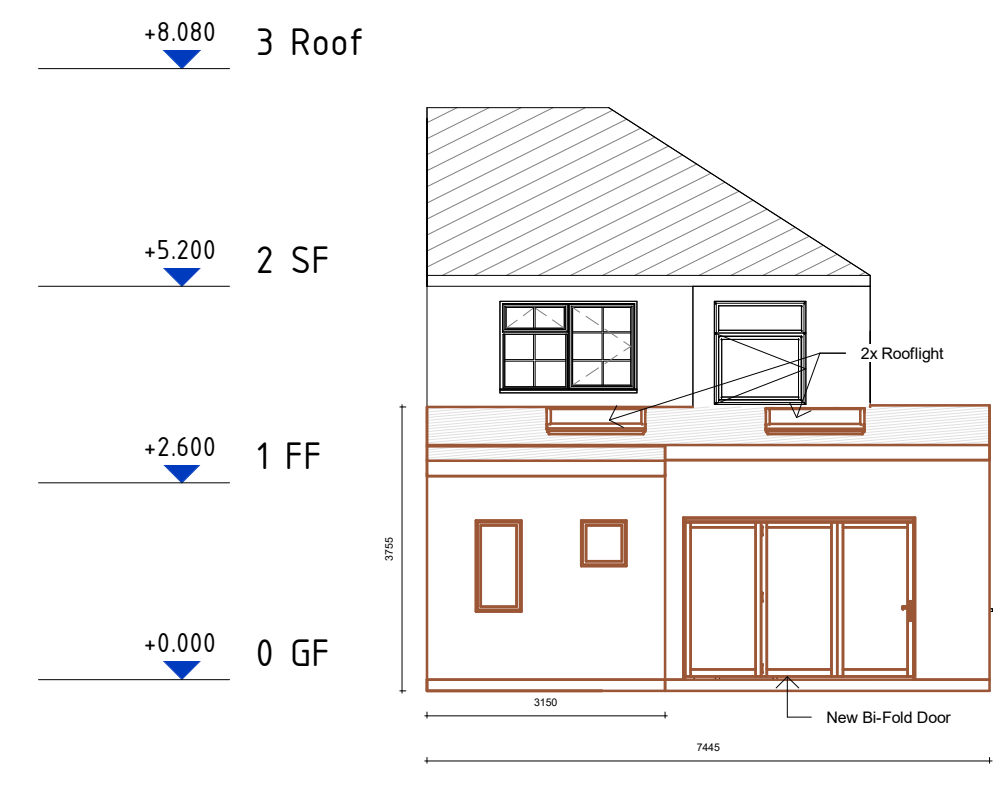 +8.080 3 Roof
+5.200 2 SF
2x Rooflight
+2.600 1 FF
3755
+0.000 0 GF
3150
New Bi-Fold Door
7445